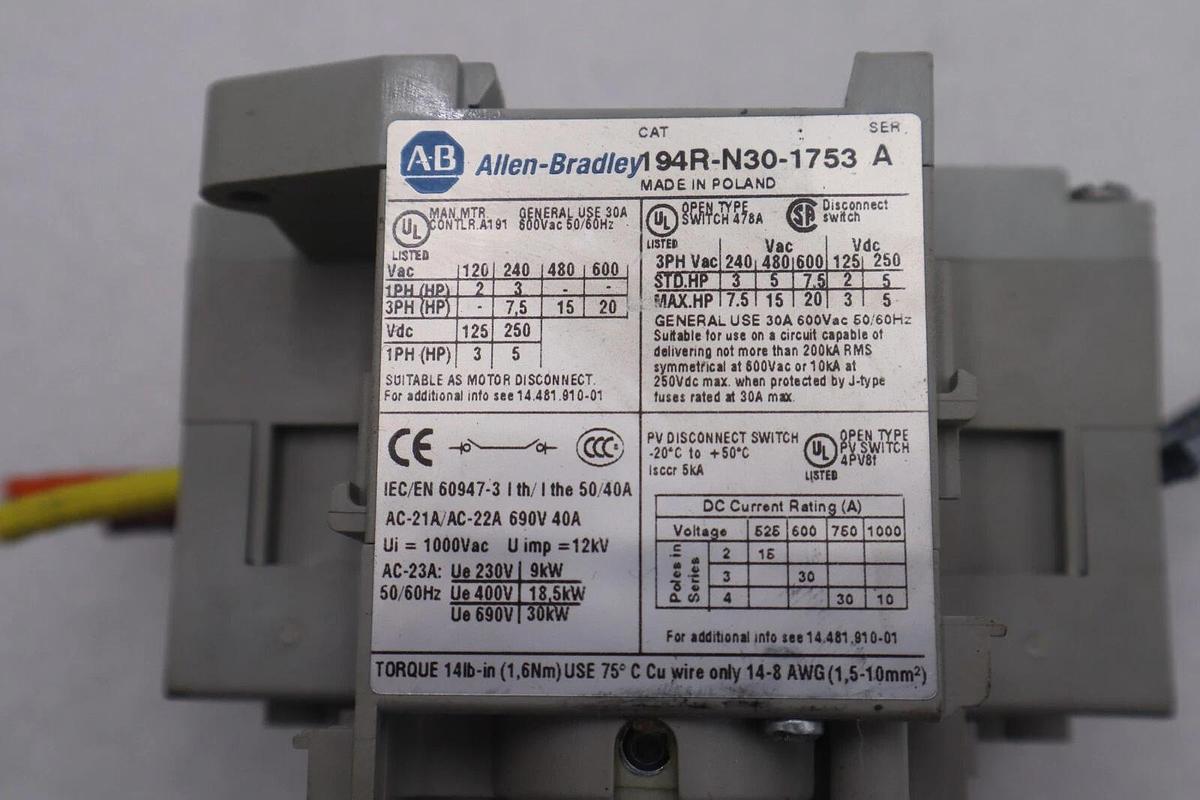 CAT : SER.
A-B Allen-Bradley 194R-N30-1753 A
MADE IN POLAND
UL LISTED
MAN.MTR. GENERAL USE 30A
CONTLR.A191 600Vac 50/60Hz
Vac 120 240 480 600
1PH (HP) 2 3 - -
3PH (HP) - 7,5 15 20
Vdc 125 250
1PH (HP) 3 5
SUITABLE AS MOTOR DISCONNECT.
For additional info see 14.481.910-01
UL LISTED
OPEN TYPE
SWITCH 478A
Disconnect
switch
Vac Vdc
3PH Vac 240 480 600 125 250
STD.HP 3 5 7.5 2 5
MAX.HP 7.5 15 20 3 5
GENERAL USE 30A 600Vac 50/60Hz
Suitable for use on a circuit capable of
delivering not more than 200kA RMS
symmetrical at 600Vac or 10kA at
250Vdc max. when protected by J-type
fuses rated at 30A max.
CE CCC
IEC/EN 60947-3 I th/ I the 50/40A
AC-21A/AC-22A 690V 40A
Ui = 1000Vac U imp =12kV
AC-23A: Ue 230V 9kW
50/60Hz Ue 400V 18,5kW
Ue 690V 30kW
PV DISCONNECT SWITCH
-20°C to +50°C
Isccr 5kA
UL LISTED
OPEN TYPE
PV SWITCH
4PV81
DC Current Rating (A)
Voltage 525 600 750 1000
Poles in Series
2 15
3 30
4 30 10
For additional info see 14.481.910-01
TORQUE 14lb-in (1,6Nm) USE 75° C Cu wire only 14-8 AWG (1,5-10mm²)